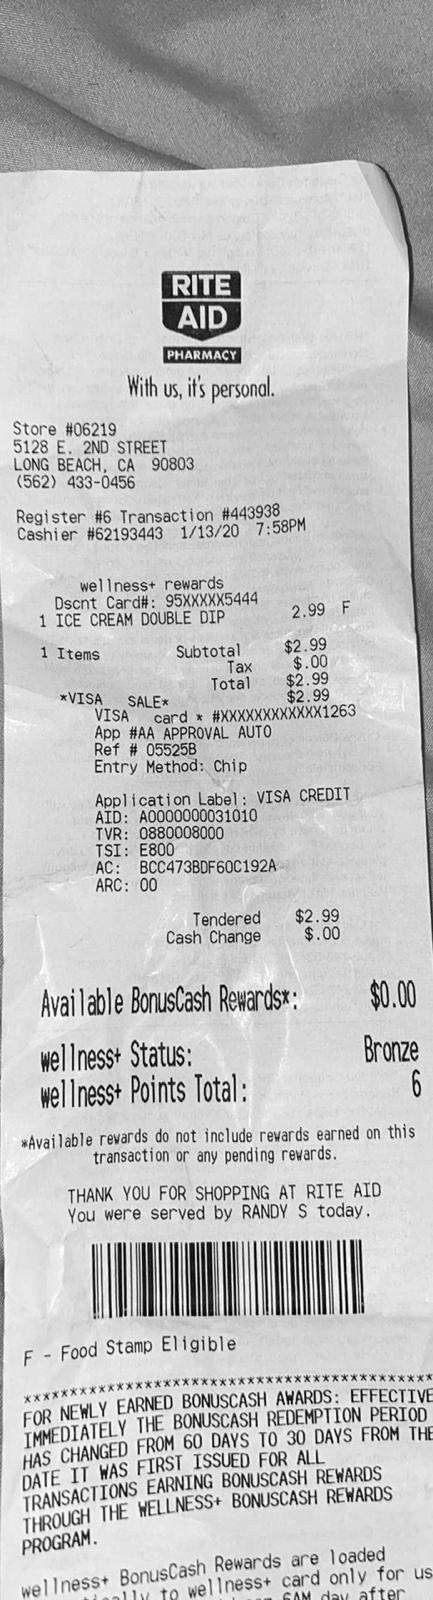 RITE
AID
PHARMACY
With us, it's personal.
Store #06219
5128 E. 2ND STREET
LONG BEACH, CA 90803
(562) 433-0456
Register #6 Transaction #443938
Cashier #62193443 1/13/20 7:58PM
wellness+ rewards
Dscnt Card#: 95XXXXX5444
1 ICE CREAM DOUBLE DIP 2.99 F
1 Items Subtotal $2.99
Tax $.00
Total $2.99
*VISA SALE* $2.99
VISA card * #XXXXXXXXXXXX1263
App #AA APPROVAL AUTO
Ref # 05525B
Entry Method: Chip
Application Label: VISA CREDIT
AID: A0000000031010
TVR: 0880008000
TSI: E800
AC: BCC473BDF60C192A
ARC: 00
Tendered $2.99
Cash Change $.00
Available BonusCash Rewards*: $0.00
wellness+ Status: Bronze
wellness+ Points Total: 6
*Available rewards do not include rewards earned on this
transaction or any pending rewards.
THANK YOU FOR SHOPPING AT RITE AID
You were served by RANDY S today.
F - Food Stamp Eligible
*******************************************
FOR NEWLY EARNED BONUSCASH AWARDS: EFFECTIVE
IMMEDIATELY THE BONUSCASH REDEMPTION PERIOD
HAS CHANGED FROM 60 DAYS TO 30 DAYS FROM THE
DATE IT WAS FIRST ISSUED FOR ALL
TRANSACTIONS EARNING BONUSCASH REWARDS
THROUGH THE WELLNESS+ BONUSCASH REWARDS
PROGRAM.
wellness+ BonusCash Rewards are loaded
to wellness+ card only for us
6AM day after